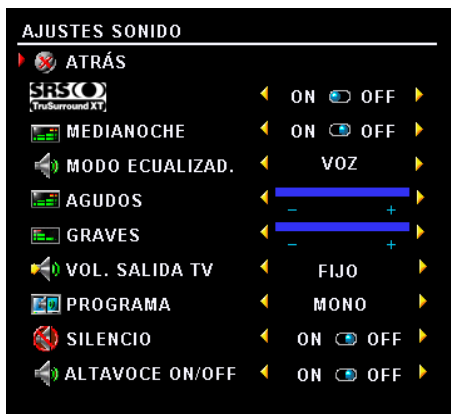 AJUSTES SONIDO
ATRÁS
SRS TruSurround XT ON OFF
MEDIANOCHE ON OFF
MODO ECUALIZAD. VOZ
AGUDOS - +
GRAVES - +
VOL. SALIDA TV FIJO
PROGRAMA MONO
SILENCIO ON OFF
ALTAVOCE ON/OFF ON OFF